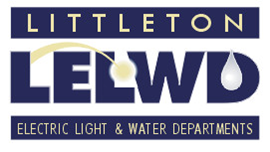 LITTLETON
LELWD
ELECTRIC LIGHT & WATER DEPARTMENTS